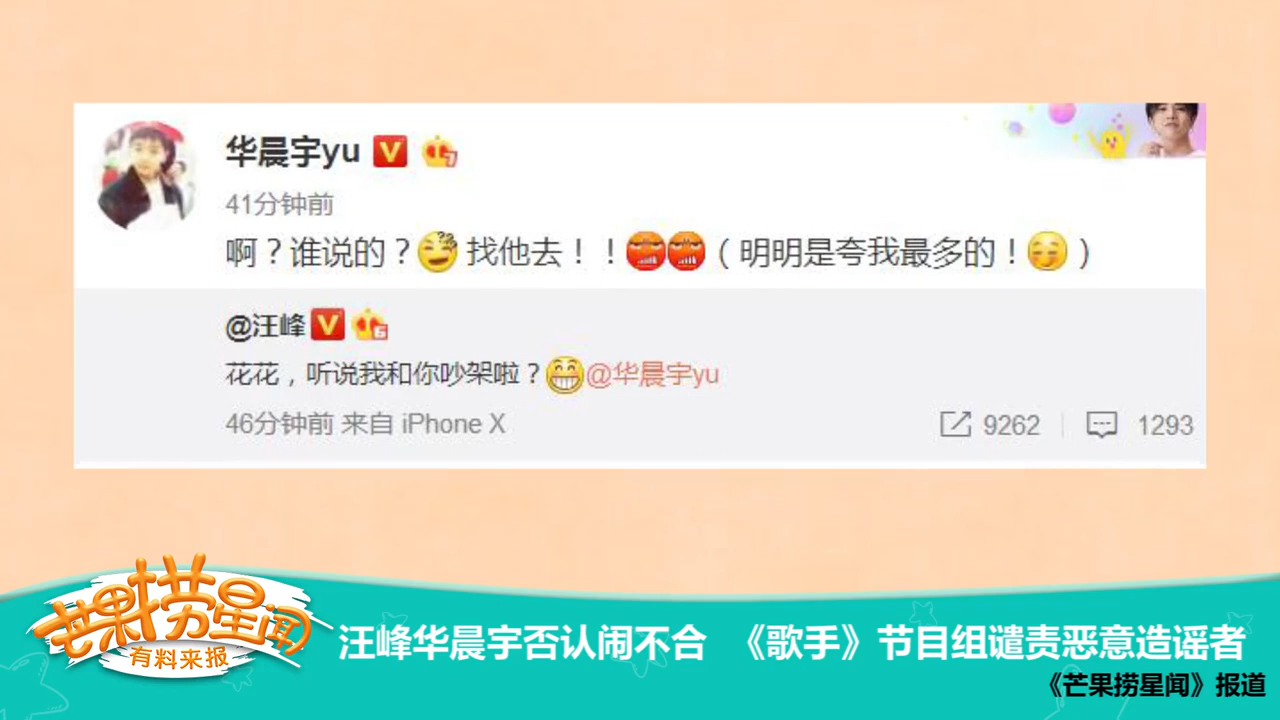 华晨宇yu
41分钟前
啊？谁说的？找他去！！（明明是夸我最多的！）
@汪峰
花花，听说我和你吵架啦？@华晨宇yu
46分钟前 来自 iPhone X
9262 1293
芒果捞星闻
有料来报
汪峰华晨宇否认闹不合 《歌手》节目组谴责恶意造谣者
《芒果捞星闻》报道